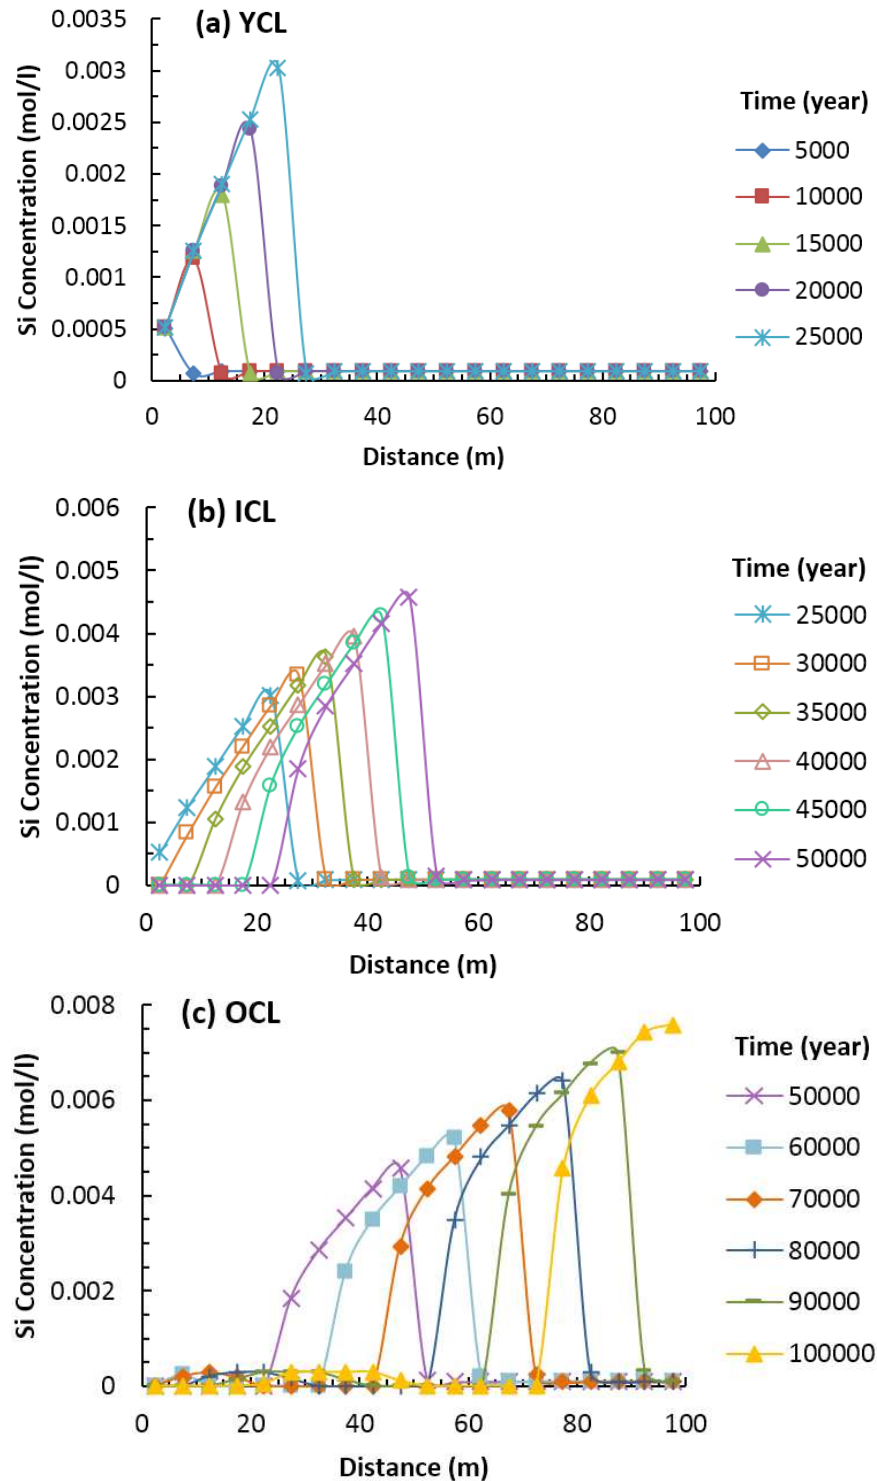 (a) YCL
Si Concentration (mol/l)
0.0035
0.003
0.0025
0.002
0.0015
0.001
0.0005
0
0 20 40 60 80 100
Distance (m)
Time (year)
5000
10000
15000
20000
25000
(b) ICL
Si Concentration (mol/l)
0.006
0.005
0.004
0.003
0.002
0.001
0
0 20 40 60 80 100
Distance (m)
Time (year)
25000
30000
35000
40000
45000
50000
(c) OCL
Si Concentration (mol/l)
0.008
0.006
0.004
0.002
0
0 20 40 60 80 100
Distance (m)
Time (year)
50000
60000
70000
80000
90000
100000